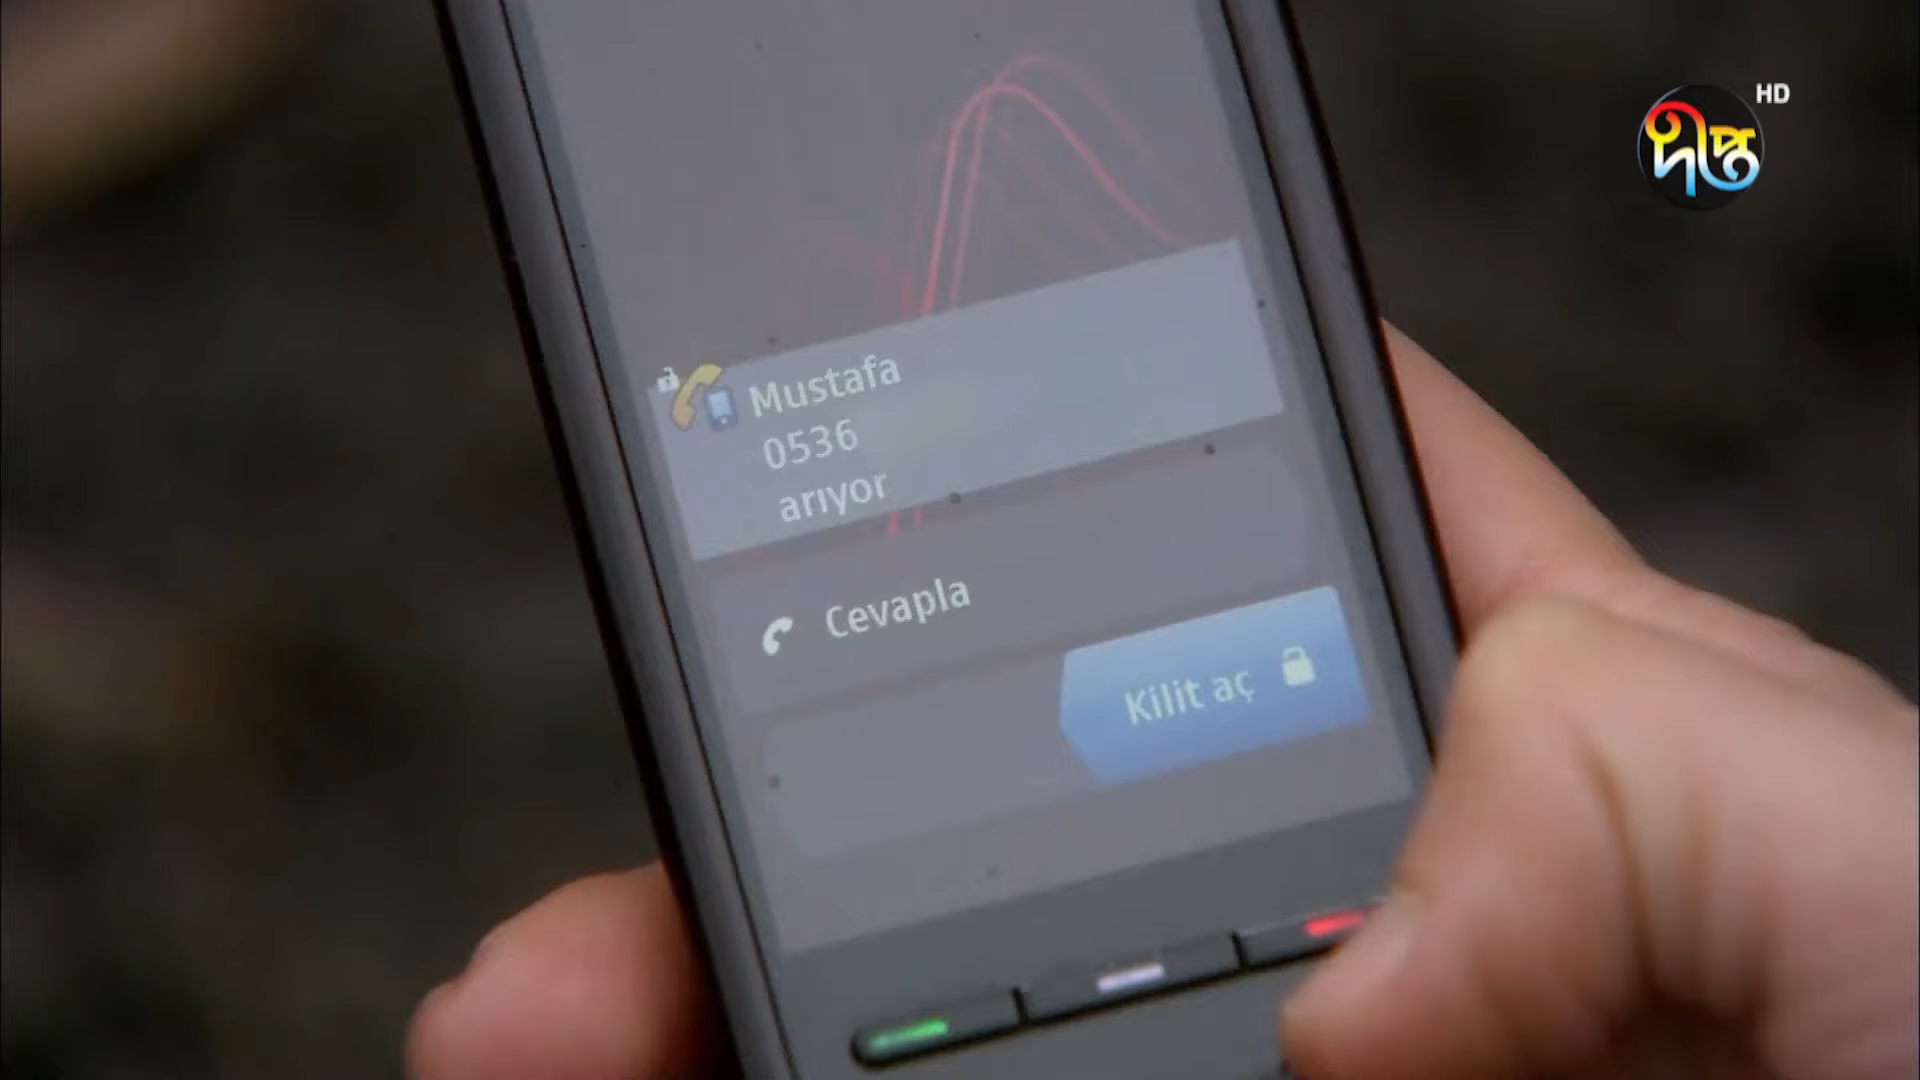 দীপ্ত HD
Mustafa
0536
arıyor
Cevapla
Kilit aç